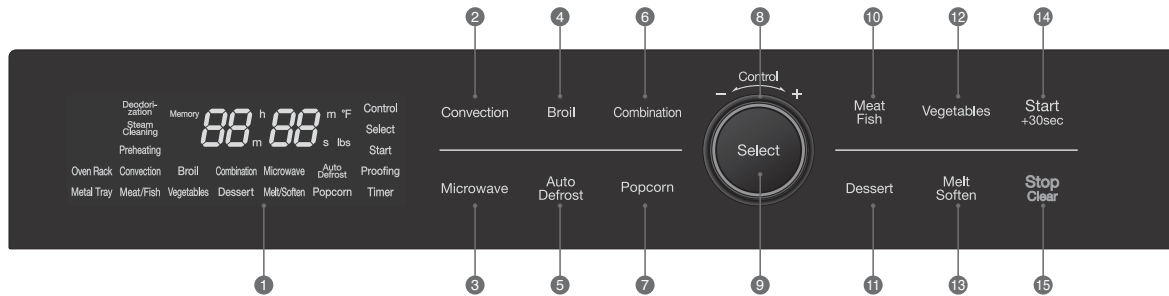 2 4 6 8 10 12 14
Control
− +
Deodori-
zation
Memory 88 h 88 m °F Control
Steam
Cleaning
m s lbs Select
Preheating Start
Oven Rack Convection Broil Combination Microwave Auto
Defrost Proofing
Metal Tray Meat/Fish Vegetables Dessert Melt/Soften Popcorn Timer
Convection Broil Combination
Select
Meat
Fish
Vegetables
Start
+30sec
Microwave
Auto
Defrost
Popcorn
Dessert
Melt
Soften
Stop
Clear
1 3 5 7 9 11 13 15